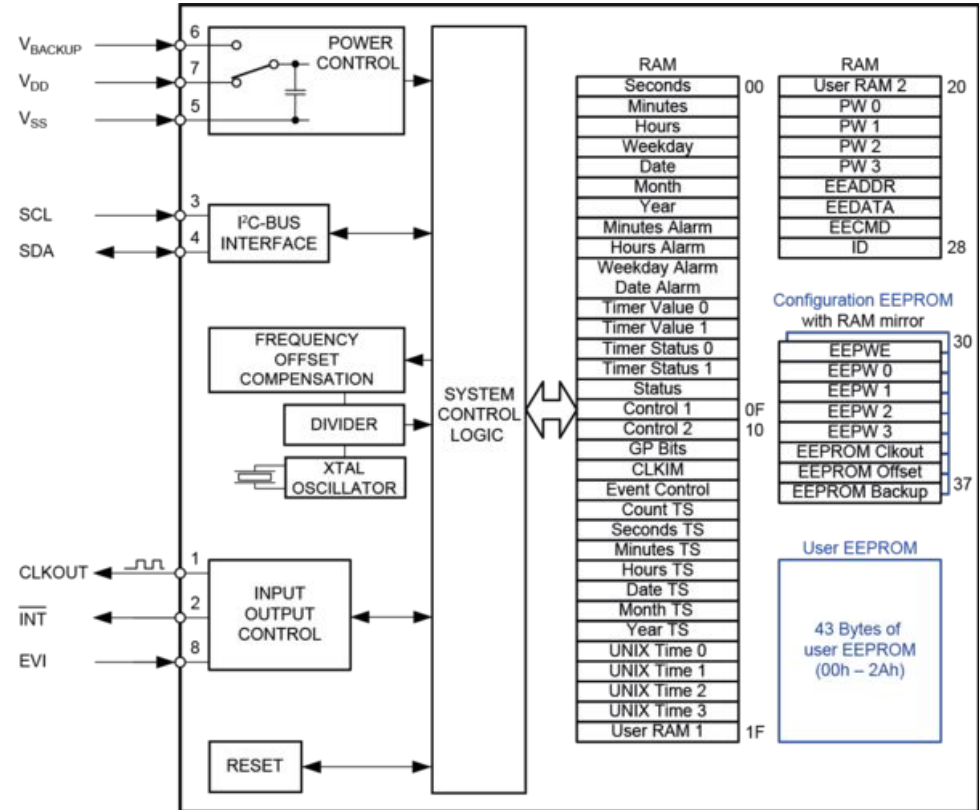 V_BACKUP
6
V_DD
7
V_SS
5
POWER
CONTROL
SCL
3
SDA
4
I²C-BUS
INTERFACE
FREQUENCY
OFFSET
COMPENSATION
DIVIDER
XTAL
OSCILLATOR
CLKOUT
1
INT
2
EVI
8
INPUT
OUTPUT
CONTROL
RESET
SYSTEM
CONTROL
LOGIC
RAM
Seconds 00
Minutes
Hours
Weekday
Date
Month
Year
Minutes Alarm
Hours Alarm
Weekday Alarm
Date Alarm
Timer Value 0
Timer Value 1
Timer Status 0
Timer Status 1
Status
Control 1 0F
Control 2 10
GP Bits
CLKIM
Event Control
Count TS
Seconds TS
Minutes TS
Hours TS
Date TS
Month TS
Year TS
UNIX Time 0
UNIX Time 1
UNIX Time 2
UNIX Time 3
User RAM 1 1F
RAM
User RAM 2 20
PW 0
PW 1
PW 2
PW 3
EEADDR
EEDATA
EECMD
ID 28
Configuration EEPROM
with RAM mirror
30
EEPWE
EEPW 0
EEPW 1
EEPW 2
EEPW 3
EEPROM Clkout
EEPROM Offset
EEPROM Backup 37
User EEPROM
43 Bytes of
user EEPROM
(00h – 2Ah)